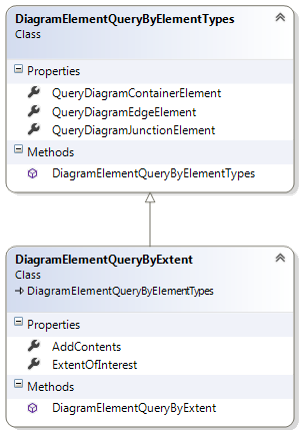 DiagramElementQueryByElementTypes
Class
Properties
QueryDiagramContainerElement
QueryDiagramEdgeElement
QueryDiagramJunctionElement
Methods
DiagramElementQueryByElementTypes
DiagramElementQueryByExtent
Class
DiagramElementQueryByElementTypes
Properties
AddContents
ExtentOfInterest
Methods
DiagramElementQueryByExtent